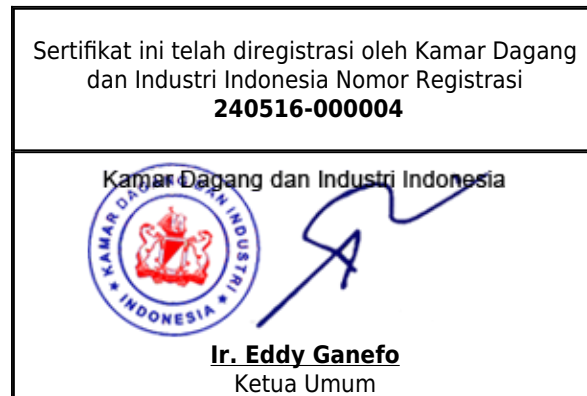 Sertifikat ini telah diregistrasi oleh Kamar Dagang
dan Industri Indonesia Nomor Registrasi
240516-000004
Kamar Dagang dan Industri Indonesia
KAMAR DAGANG DAN INDUSTRI
* INDONESIA *
Ir. Eddy Ganefo
Ketua Umum